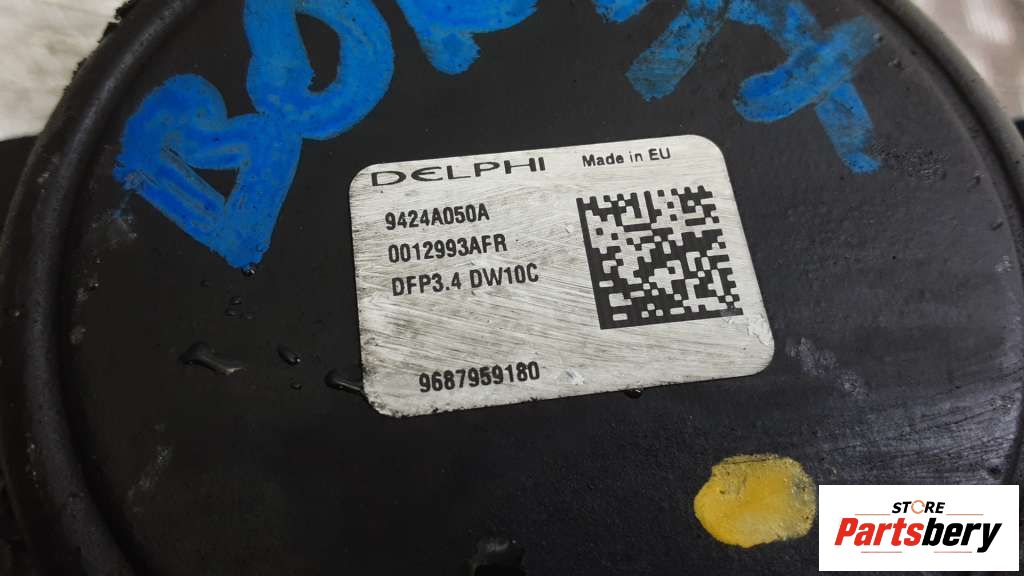 DELPHI Made in EU
9424A050A
0012993AFR
DFP3.4 DW10C
9687959180
STORE
Partsbery